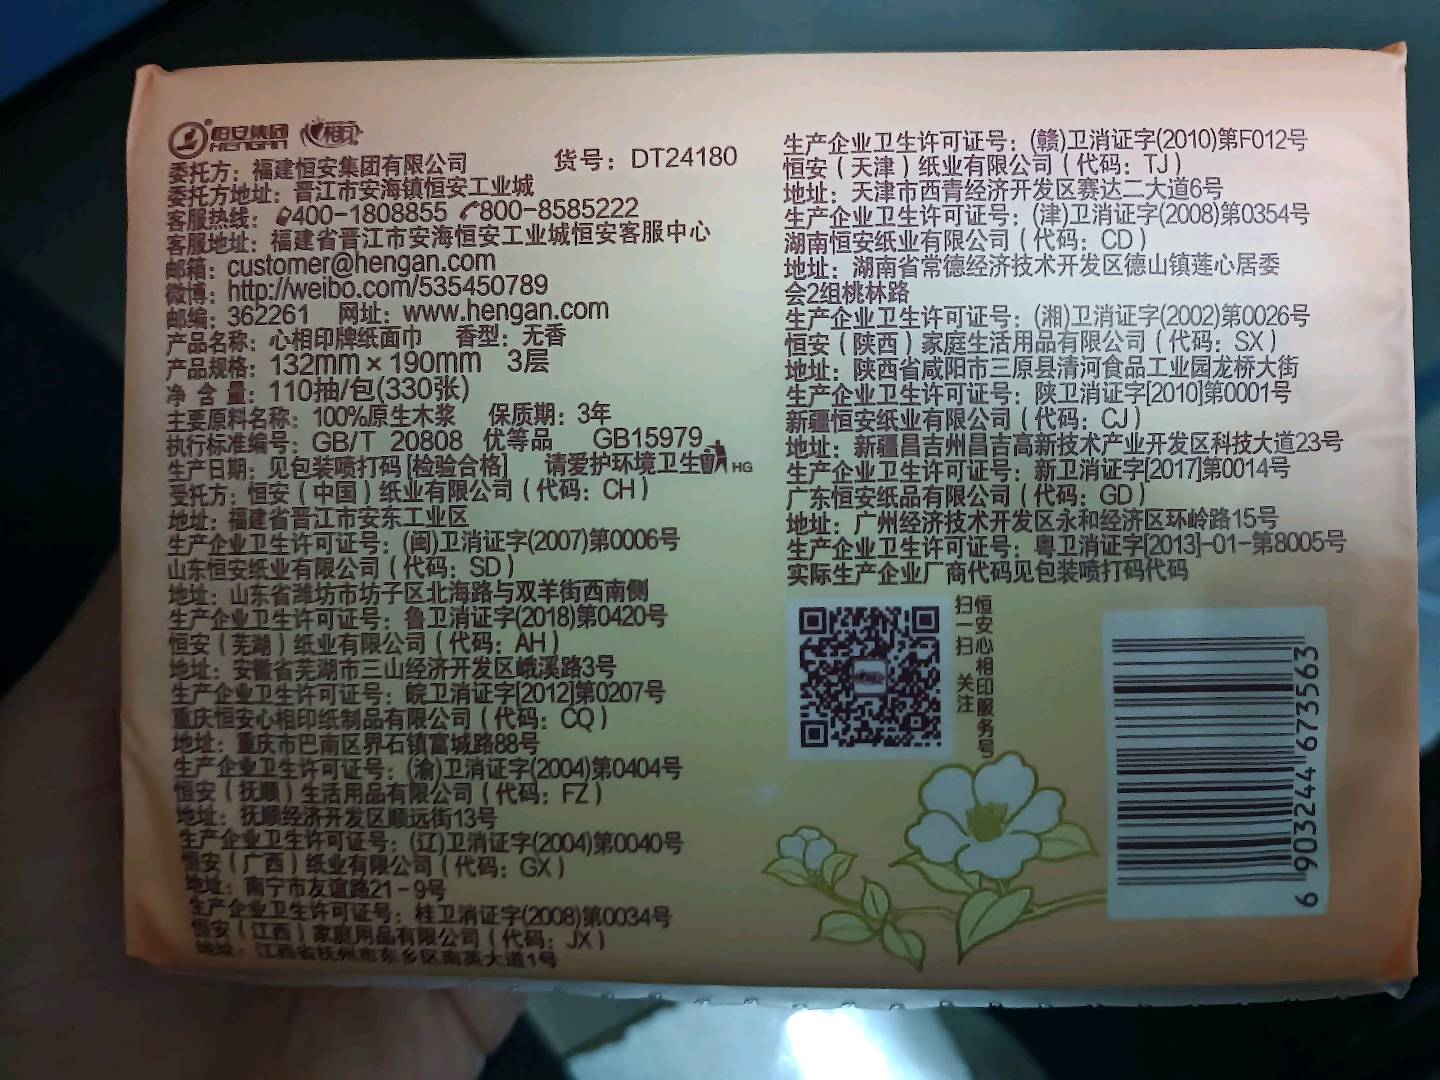 恒安集团 心相印
HENGAN
委托方：福建恒安集团有限公司 货号：DT24180
委托方地址：晋江市安海镇恒安工业城
客服热线：400-1808855 800-8585222
客服地址：福建省晋江市安海恒安工业城恒安客服中心
邮箱：customer@hengan.com
微博：http://weibo.com/535450789
邮编：362261 网址：www.hengan.com
产品名称：心相印牌纸面巾 香型：无香
产品规格：132mm×190mm 3层
净含量：110抽/包(330张)
主要原料名称：100%原生木浆 保质期：3年
执行标准编号：GB/T 20808 优等品 GB15979
生产日期：见包装喷打码[检验合格] 请爱护环境卫生 HG
受托方：恒安（中国）纸业有限公司（代码：CH）
地址：福建省晋江市安东工业区
生产企业卫生许可证号：(闽)卫消证字(2007)第0006号
山东恒安纸业有限公司（代码：SD）
地址：山东省潍坊市坊子区北海路与双羊街西南侧
生产企业卫生许可证号：鲁卫消证字(2018)第0420号
恒安（芜湖）纸业有限公司（代码：AH）
地址：安徽省芜湖市三山经济开发区峨溪路3号
生产企业卫生许可证号：皖卫消证字[2012]第0207号
重庆恒安心相印纸制品有限公司（代码：CQ）
地址：重庆市巴南区界石镇富城路88号
生产企业卫生许可证号：(渝)卫消证字(2004)第0404号
恒安（抚顺）生活用品有限公司（代码：FZ）
地址：抚顺经济开发区顺远街13号
生产企业卫生许可证号：(辽)卫消证字(2004)第0040号
恒安（广西）纸业有限公司（代码：GX）
地址：南宁市友谊路21-9号
生产企业卫生许可证号：桂卫消证字(2008)第0034号
恒安（江西）家庭用品有限公司（代码：JX）
地址：江西省抚州市东乡区南英大道1号
生产企业卫生许可证号：(赣)卫消证字(2010)第F012号
恒安（天津）纸业有限公司（代码：TJ）
地址：天津市西青经济开发区赛达二大道6号
生产企业卫生许可证号：(津)卫消证字(2008)第0354号
湖南恒安纸业有限公司（代码：CD）
地址：湖南省常德经济技术开发区德山镇莲心居委
会2组桃林路
生产企业卫生许可证号：(湘)卫消证字(2002)第0026号
恒安（陕西）家庭生活用品有限公司（代码：SX）
地址：陕西省咸阳市三原县清河食品工业园龙桥大街
生产企业卫生许可证号：陕卫消证字[2010]第0001号
新疆恒安纸业有限公司（代码：CJ）
地址：新疆昌吉州昌吉高新技术产业开发区科技大道23号
生产企业卫生许可证号：新卫消证字[2017]第0014号
广东恒安纸品有限公司（代码：GD）
地址：广州经济技术开发区永和经济区环岭路15号
生产企业卫生许可证号：粤卫消证字[2013]-01-第8005号
实际生产企业厂商代码见包装喷打码代码
恒安心相印服务号
扫一扫 关注
6 903244 673563